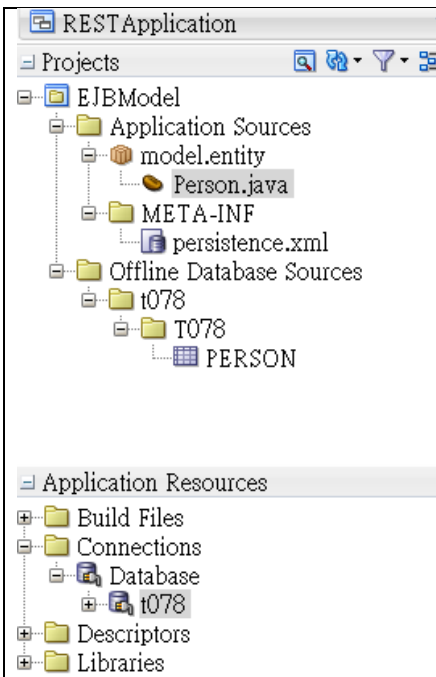 RESTApplication
Projects
EJBModel
Application Sources
model.entity
Person.java
META-INF
persistence.xml
Offline Database Sources
t078
T078
PERSON
Application Resources
Build Files
Connections
Database
t078
Descriptors
Libraries